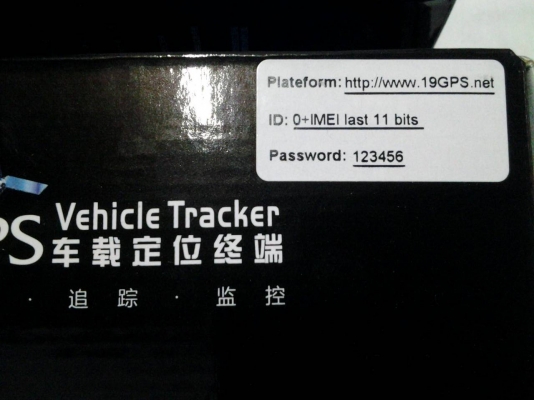 Plateform: http://www.19GPS.net
ID: 0+IMEI last 11 bits
Password: 123456
PS Vehicle Tracker
车载定位终端
· 追踪 · 监控